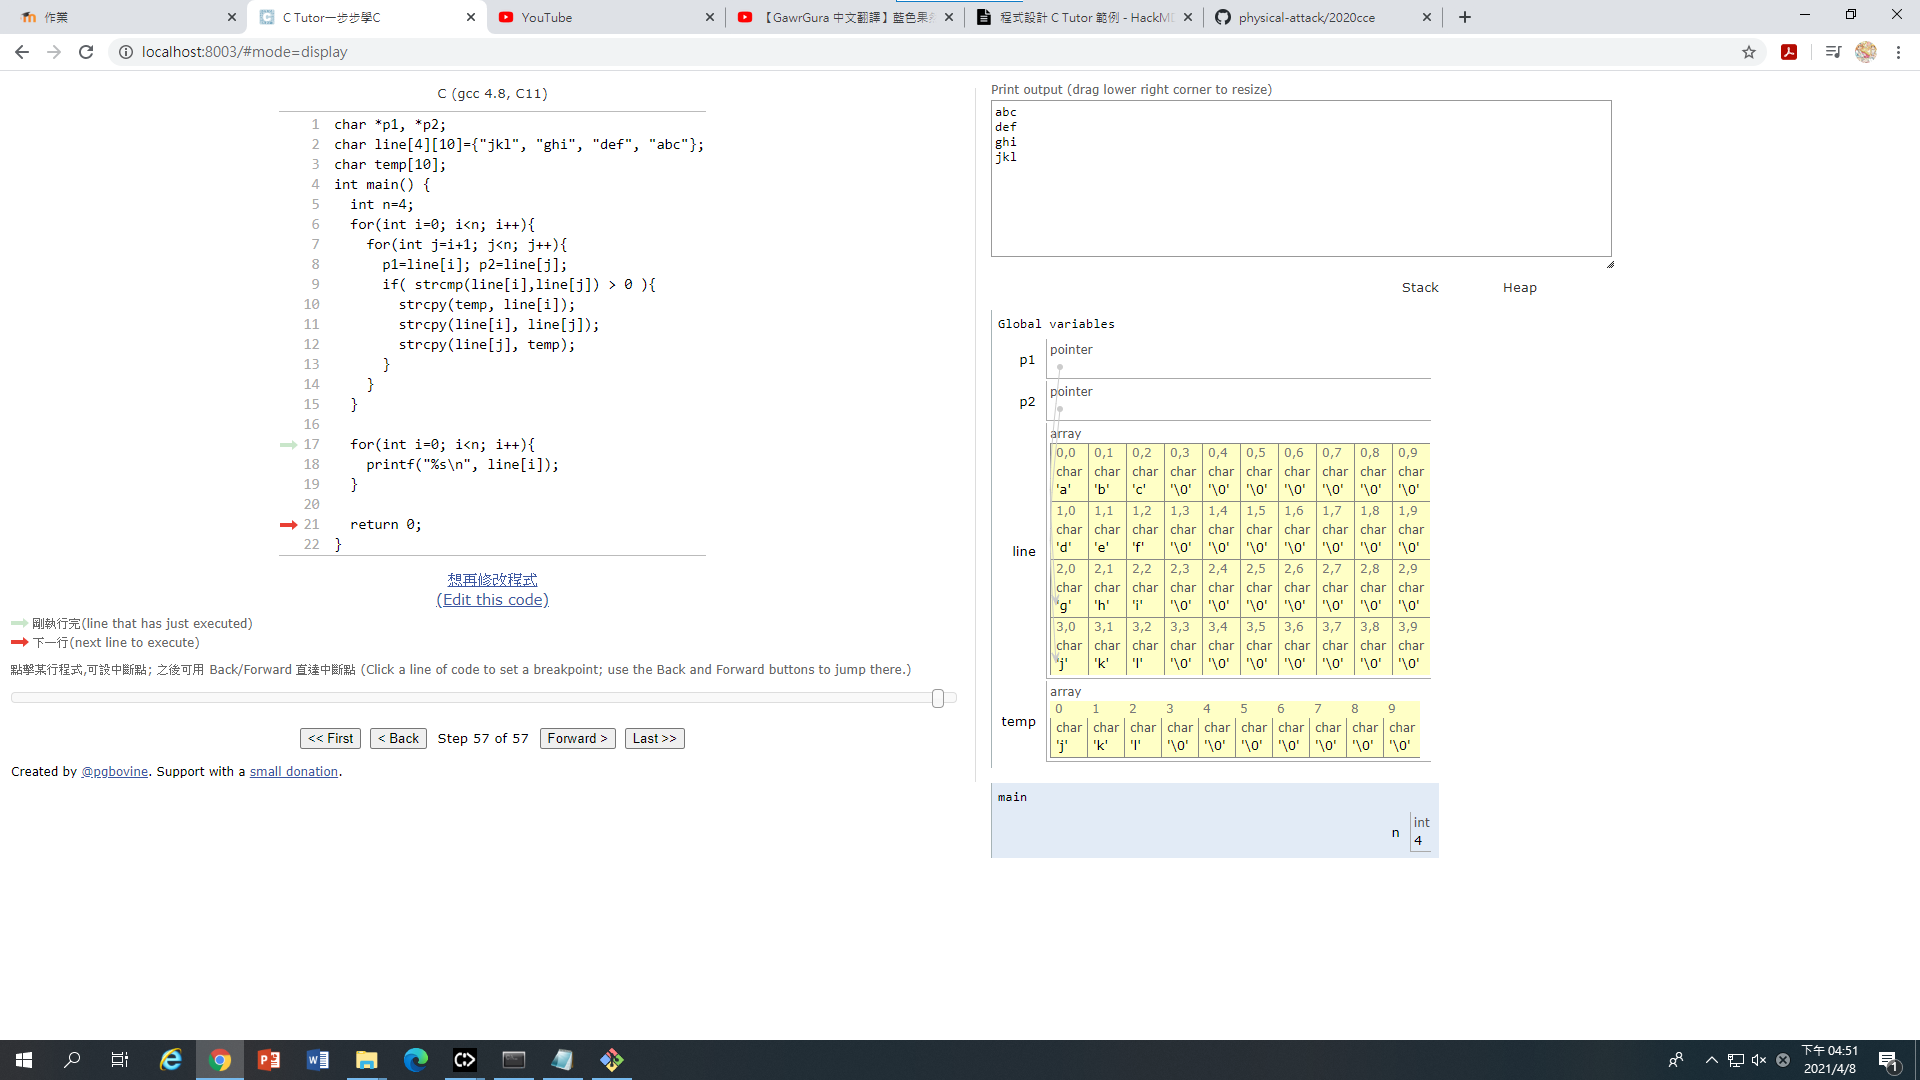 作業
C Tutor一步步學C
YouTube
【GawrGura 中文翻譯】藍色果
程式設計 C Tutor 範例 - HackM
physical-attack/2020cce
localhost:8003/#mode=display
C (gcc 4.8, C11)
1 char *p1, *p2;
2 char line[4][10]={"jkl", "ghi", "def", "abc"};
3 char temp[10];
4 int main() {
5 int n=4;
6 for(int i=0; i<n; i++){
7 for(int j=i+1; j<n; j++){
8 p1=line[i]; p2=line[j];
9 if( strcmp(line[i],line[j]) > 0 ){
10 strcpy(temp, line[i]);
11 strcpy(line[i], line[j]);
12 strcpy(line[j], temp);
13 }
14 }
15 }
16
17 for(int i=0; i<n; i++){
18 printf("%s\n", line[i]);
19 }
20
21 return 0;
22 }
想再修改程式
(Edit this code)
剛執行完(line that has just executed)
下一行(next line to execute)
點擊某行程式,可設中斷點; 之後可用 Back/Forward 直達中斷點 (Click a line of code to set a breakpoint; use the Back and Forward buttons to jump there.)
<< First < Back Step 57 of 57 Forward > Last >>
Created by @pgbovine. Support with a small donation.
Print output (drag lower right corner to resize)
abc
def
ghi
jkl
Stack Heap
Global variables
p1 pointer
p2 pointer
line array
0,0 0,1 0,2 0,3 0,4 0,5 0,6 0,7 0,8 0,9
char char char char char char char char char char
'a' 'b' 'c' '\0' '\0' '\0' '\0' '\0' '\0' '\0'
1,0 1,1 1,2 1,3 1,4 1,5 1,6 1,7 1,8 1,9
char char char char char char char char char char
'd' 'e' 'f' '\0' '\0' '\0' '\0' '\0' '\0' '\0'
2,0 2,1 2,2 2,3 2,4 2,5 2,6 2,7 2,8 2,9
char char char char char char char char char char
'g' 'h' 'i' '\0' '\0' '\0' '\0' '\0' '\0' '\0'
3,0 3,1 3,2 3,3 3,4 3,5 3,6 3,7 3,8 3,9
char char char char char char char char char char
'j' 'k' 'l' '\0' '\0' '\0' '\0' '\0' '\0' '\0'
temp array
0 1 2 3 4 5 6 7 8 9
char char char char char char char char char char
'j' 'k' 'l' '\0' '\0' '\0' '\0' '\0' '\0' '\0'
main
n int
4
下午 04:51
2021/4/8
1